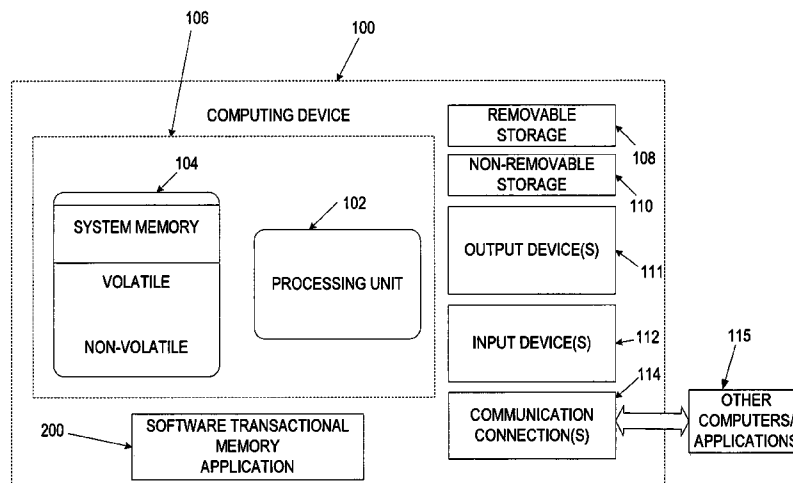 106
100
COMPUTING DEVICE
REMOVABLE
STORAGE
108
104
NON-REMOVABLE
STORAGE
110
102
SYSTEM MEMORY
VOLATILE
NON-VOLATILE
PROCESSING UNIT
OUTPUT DEVICE(S)
111
INPUT DEVICE(S)
112
114
115
COMMUNICATION
CONNECTION(S)
OTHER
COMPUTERS/
APPLICATIONS
200
SOFTWARE TRANSACTIONAL
MEMORY
APPLICATION